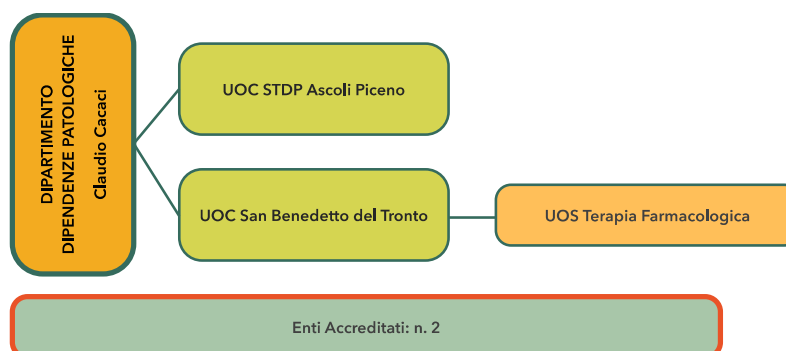 DIPARTIMENTO
DIPENDENZE PATOLOGICHE
Claudio Cacaci
UOC STDP Ascoli Piceno
UOC San Benedetto del Tronto
UOS Terapia Farmacologica
Enti Accreditati: n. 2